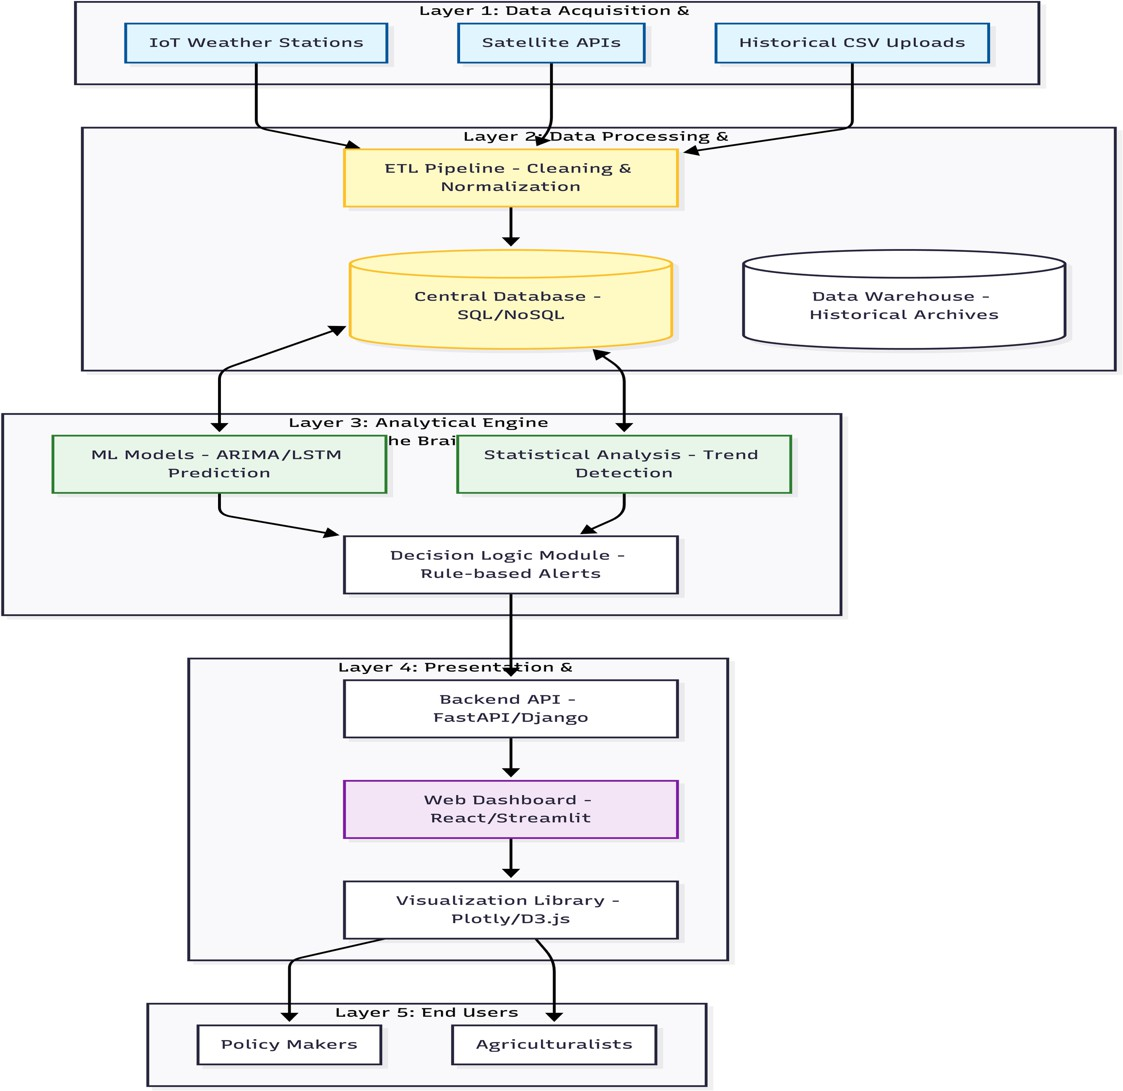 Layer 1: Data Acquisition &
IoT Weather Stations
Satellite APIs
Historical CSV Uploads
Layer 2: Data Processing &
ETL Pipeline - Cleaning &
Normalization
Central Database -
SQL/NoSQL
Data Warehouse -
Historical Archives
Layer 3: Analytical Engine
he Brai
ML Models - ARIMA/LSTM
Prediction
Statistical Analysis - Trend
Detection
Decision Logic Module -
Rule-based Alerts
Layer 4: Presentation &
Backend API -
FastAPI/Django
Web Dashboard -
React/Streamlit
Visualization Library -
Plotly/D3.js
Layer 5: End Users
Policy Makers
Agriculturalists